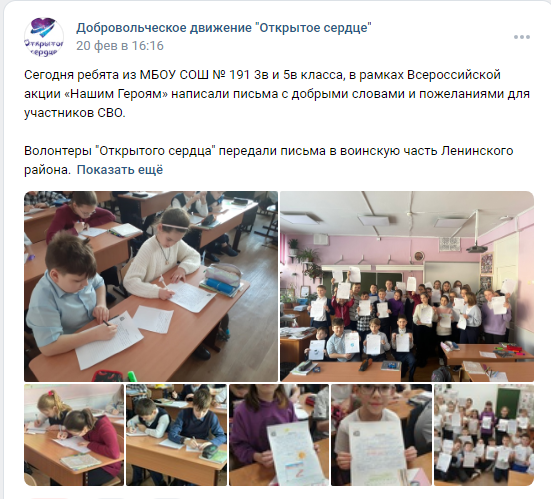 Открытое
сердце
Добровольческое движение "Открытое сердце"
20 фев в 16:16
Сегодня ребята из МБОУ СОШ № 191 3в и 5в класса, в рамках Всероссийской
акции «Нашим Героям» написали письма с добрыми словами и пожеланиями для
участников СВО.
Волонтеры "Открытого сердца" передали письма в воинскую часть Ленинского
района. Показать ещё